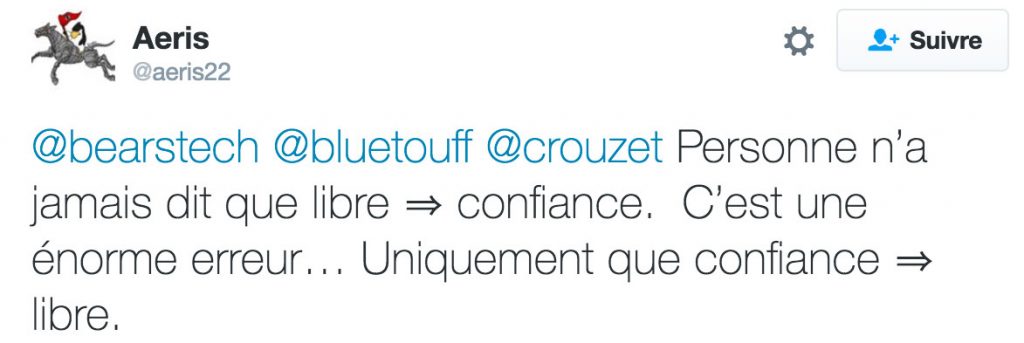 Aeris
@aeris22
Suivre
@bearstech @bluetouff @crouzet Personne n’a
jamais dit que libre ⇒ confiance.  C’est une
énorme erreur… Uniquement que confiance ⇒
libre.